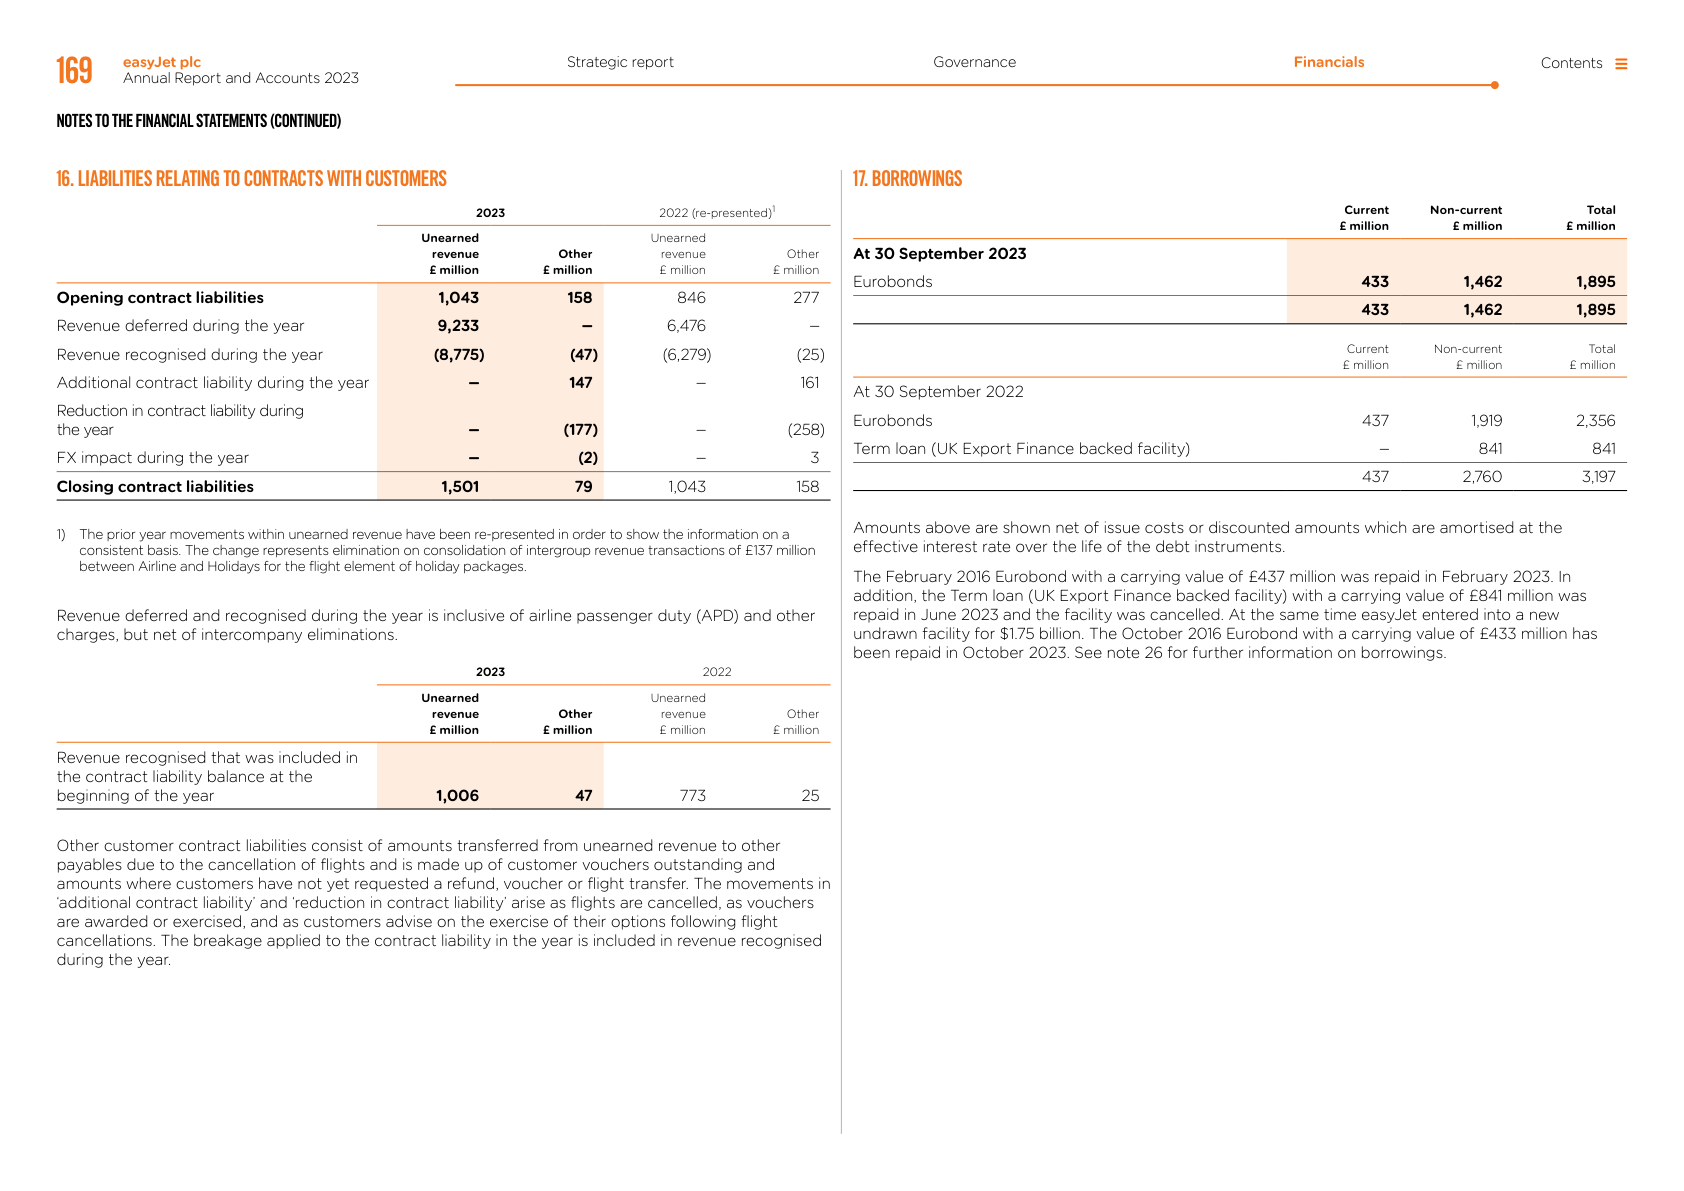 169
easyJet plc
Annual Report and Accounts 2023
Strategic report
Governance
Financials
Contents
NOTES TO THE FINANCIAL STATEMENTS (CONTINUED)
16. LIABILITIES RELATING TO CONTRACTS WITH CUSTOMERS
2023 2022 (re-presented)1
Unearned Unearned
revenue Other revenue Other
£ million £ million £ million £ million
Opening contract liabilities 1,043 158 846 277
Revenue deferred during the year 9,233 – 6,476 –
Revenue recognised during the year (8,775) (47) (6,279) (25)
Additional contract liability during the year – 147 – 161
Reduction in contract liability during
the year – (177) – (258)
FX impact during the year – (2) – 3
Closing contract liabilities 1,501 79 1,043 158
1) The prior year movements within unearned revenue have been re-presented in order to show the information on a
consistent basis. The change represents elimination on consolidation of intergroup revenue transactions of £137 million
between Airline and Holidays for the flight element of holiday packages.
Revenue deferred and recognised during the year is inclusive of airline passenger duty (APD) and other
charges, but net of intercompany eliminations.
2023 2022
Unearned Unearned
revenue Other revenue Other
£ million £ million £ million £ million
Revenue recognised that was included in
the contract liability balance at the
beginning of the year 1,006 47 773 25
Other customer contract liabilities consist of amounts transferred from unearned revenue to other
payables due to the cancellation of flights and is made up of customer vouchers outstanding and
amounts where customers have not yet requested a refund, voucher or flight transfer. The movements in
‘additional contract liability’ and ‘reduction in contract liability’ arise as flights are cancelled, as vouchers
are awarded or exercised, and as customers advise on the exercise of their options following flight
cancellations. The breakage applied to the contract liability in the year is included in revenue recognised
during the year.
17. BORROWINGS
Current Non-current Total
£ million £ million £ million
At 30 September 2023
Eurobonds 433 1,462 1,895
433 1,462 1,895
Current Non-current Total
£ million £ million £ million
At 30 September 2022
Eurobonds 437 1,919 2,356
Term loan (UK Export Finance backed facility) – 841 841
437 2,760 3,197
Amounts above are shown net of issue costs or discounted amounts which are amortised at the
effective interest rate over the life of the debt instruments.
The February 2016 Eurobond with a carrying value of £437 million was repaid in February 2023. In
addition, the Term loan (UK Export Finance backed facility) with a carrying value of £841 million was
repaid in June 2023 and the facility was cancelled. At the same time easyJet entered into a new
undrawn facility for $1.75 billion. The October 2016 Eurobond with a carrying value of £433 million has
been repaid in October 2023. See note 26 for further information on borrowings.